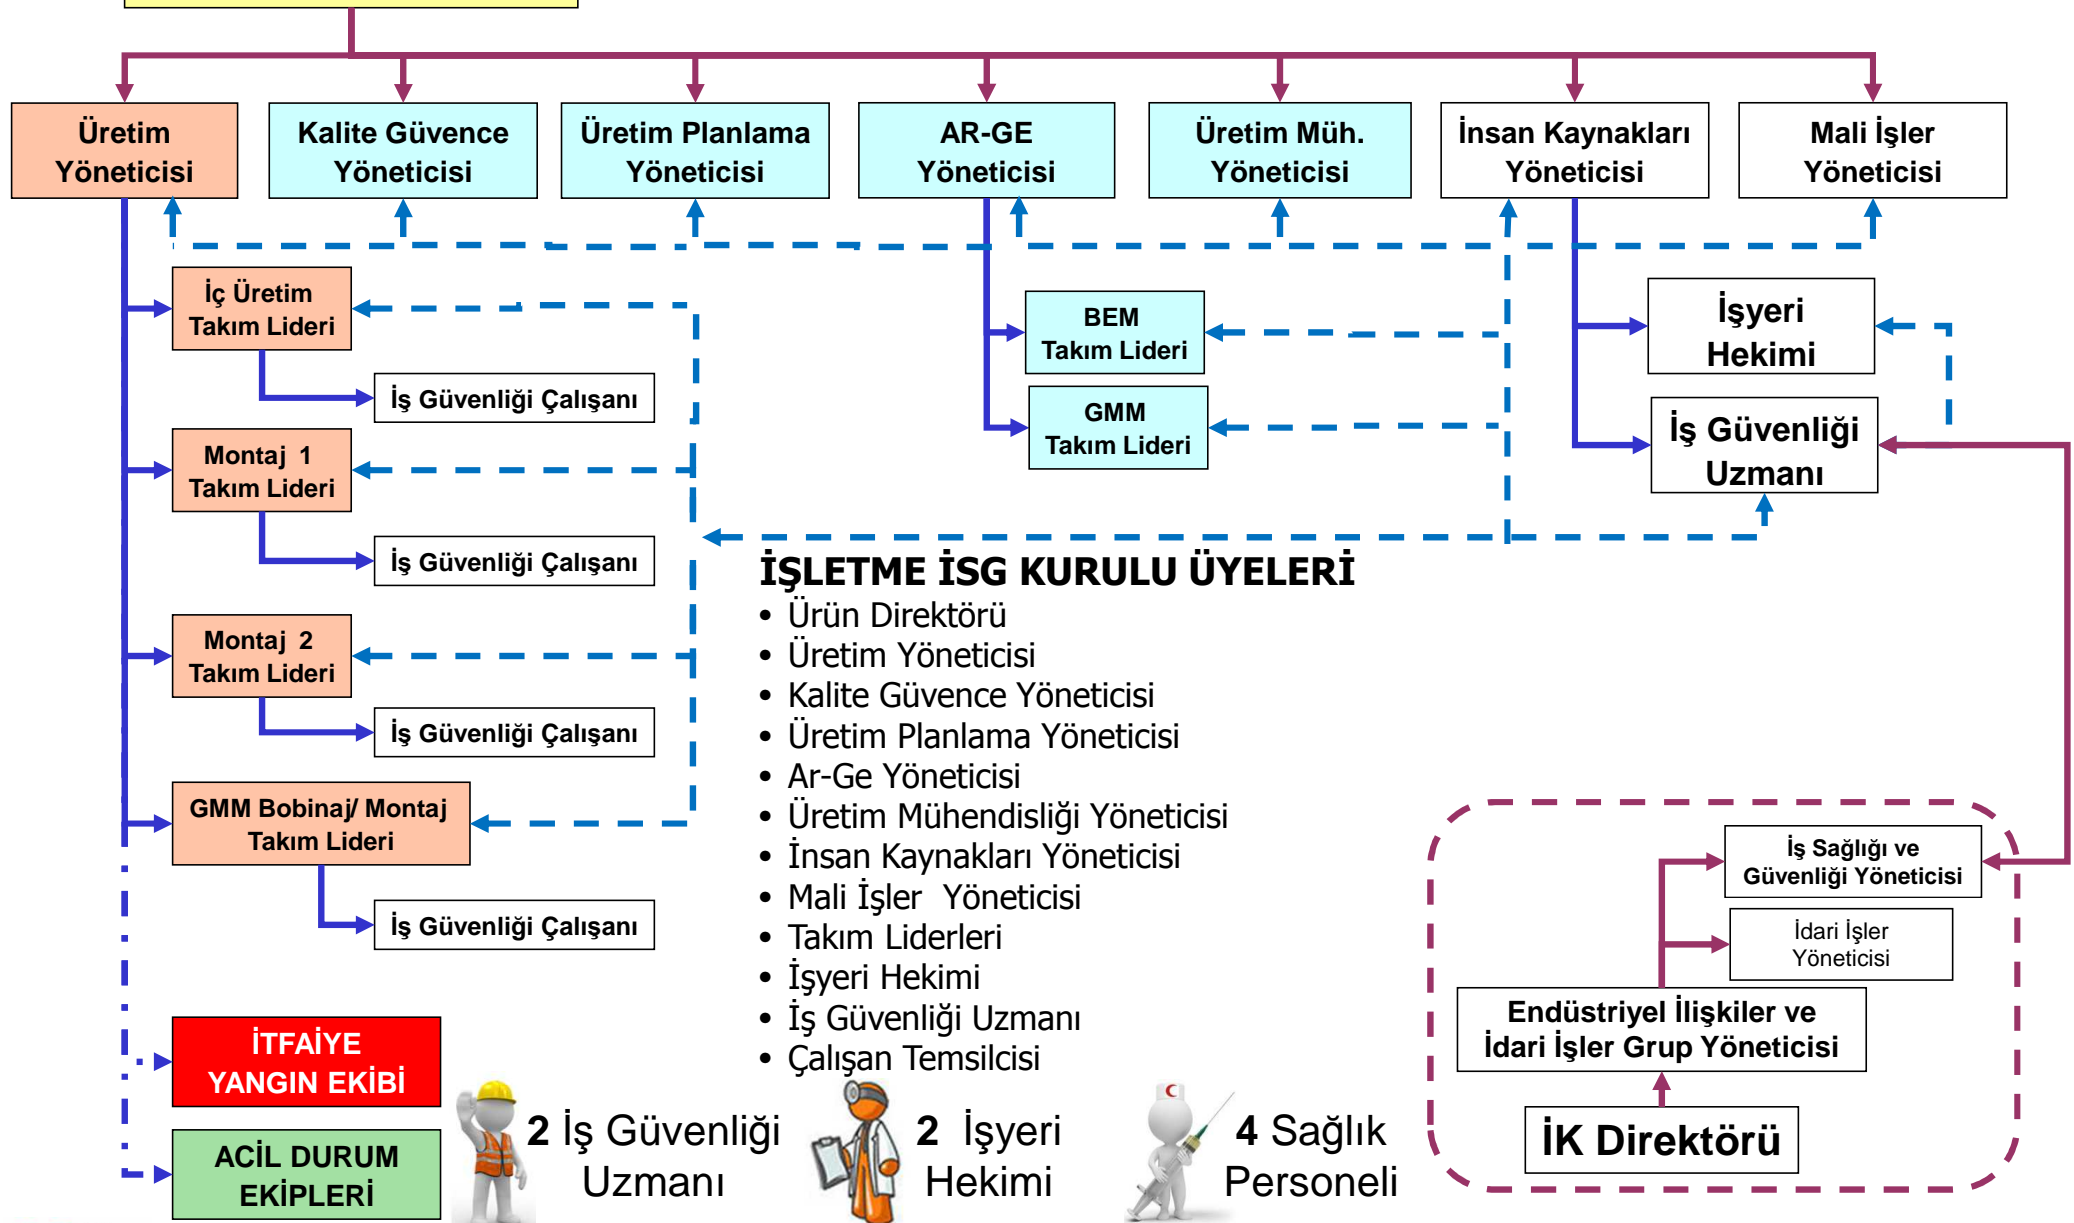 Üretim
Yöneticisi
Kalite Güvence
Yöneticisi
Üretim Planlama
Yöneticisi
AR-GE
Yöneticisi
Üretim Müh.
Yöneticisi
İnsan Kaynakları
Yöneticisi
Mali İşler
Yöneticisi
İç Üretim
Takım Lideri
İş Güvenliği Çalışanı
Montaj 1
Takım Lideri
İş Güvenliği Çalışanı
Montaj 2
Takım Lideri
İş Güvenliği Çalışanı
GMM Bobinaj/ Montaj
Takım Lideri
İş Güvenliği Çalışanı
İTFAİYE
YANGIN EKİBİ
ACİL DURUM
EKİPLERİ
BEM
Takım Lideri
GMM
Takım Lideri
İşyeri
Hekimi
İş Güvenliği
Uzmanı
İŞLETME İSG KURULU ÜYELERİ
• Ürün Direktörü
• Üretim Yöneticisi
• Kalite Güvence Yöneticisi
• Üretim Planlama Yöneticisi
• Ar-Ge Yöneticisi
• Üretim Mühendisliği Yöneticisi
• İnsan Kaynakları Yöneticisi
• Mali İşler Yöneticisi
• Takım Liderleri
• İşyeri Hekimi
• İş Güvenliği Uzmanı
• Çalışan Temsilcisi
2 İş Güvenliği
Uzmanı
2 İşyeri
Hekimi
4 Sağlık
Personeli
İş Sağlığı ve
Güvenliği Yöneticisi
İdari İşler
Yöneticisi
Endüstriyel İlişkiler ve
İdari İşler Grup Yöneticisi
İK Direktörü